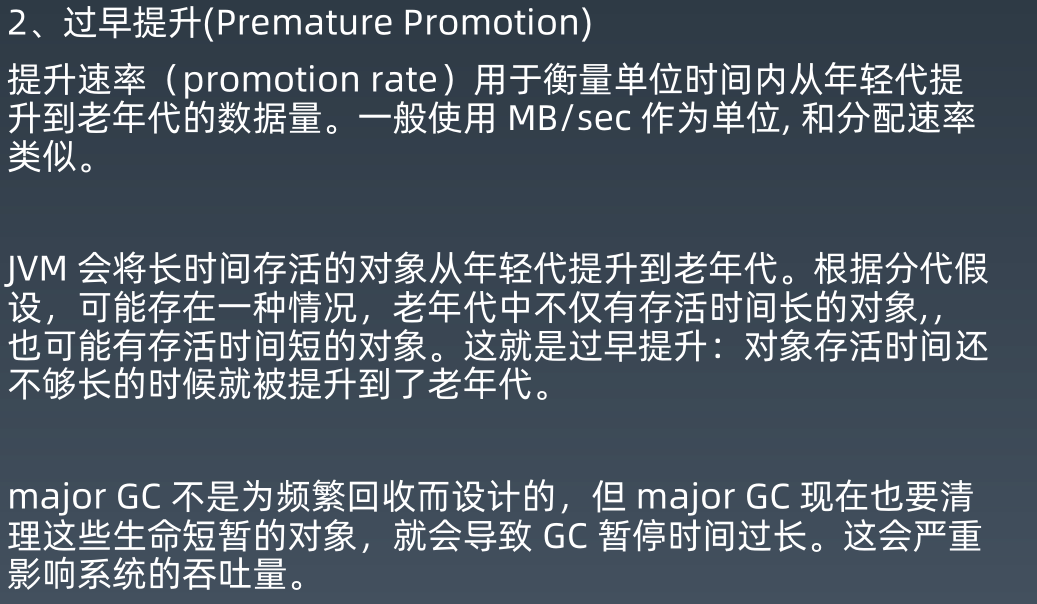 2、过早提升(Premature Promotion)
提升速率（promotion rate）用于衡量单位时间内从年轻代提
升到老年代的数据量。一般使用 MB/sec 作为单位, 和分配速率
类似。
JVM 会将长时间存活的对象从年轻代提升到老年代。根据分代假
设，可能存在一种情况，老年代中不仅有存活时间长的对象,,
也可能有存活时间短的对象。这就是过早提升：对象存活时间还
不够长的时候就被提升到了老年代。
major GC 不是为频繁回收而设计的，但 major GC 现在也要清
理这些生命短暂的对象，就会导致 GC 暂停时间过长。这会严重
影响系统的吞吐量。